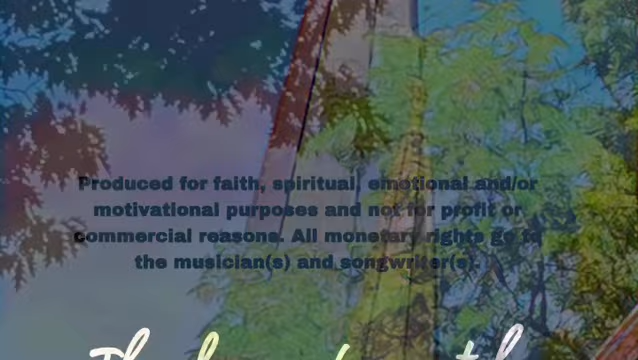 Produced for faith, spiritual, emotional and/or
motivational purposes and not for profit or
commercial reasons. All monetary rights go to
the musician(s) and songwriter(s).